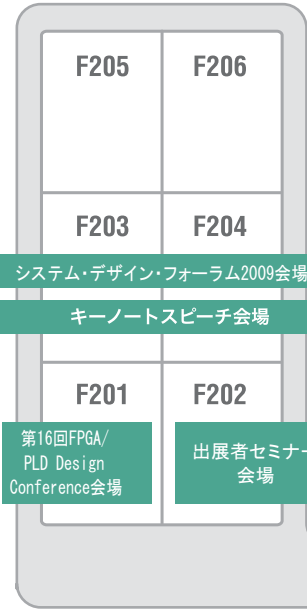 F205 F206
F203 F204
システム・デザイン・フォーラム2009会場
キーノートスピーチ会場
F201 F202
第16回FPGA/
PLD Design
Conference会場
出展者セミナー
会場